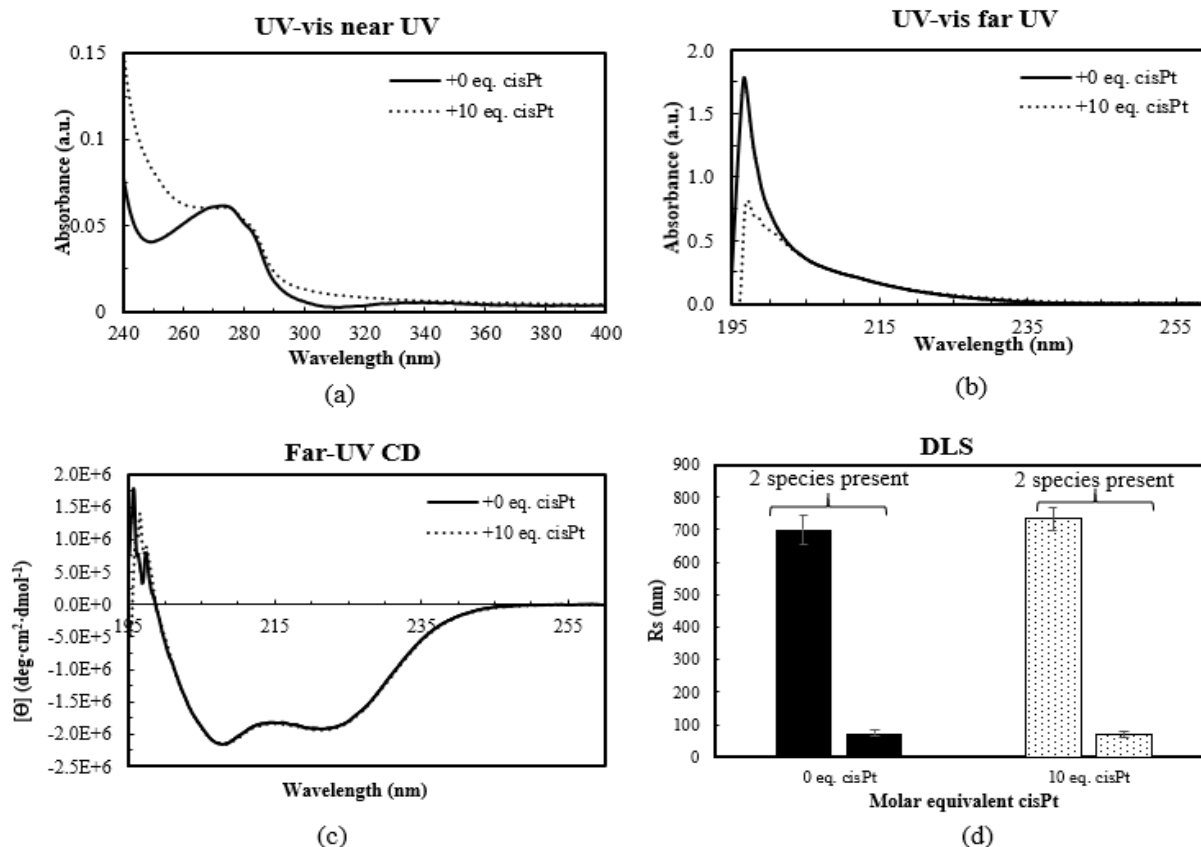 UV-vis near UV
0.15
0.1
0.05
0
Absorbance (a.u.)
+0 eq. cisPt
+10 eq. cisPt
240 260 280 300 320 340 360 380 400
Wavelength (nm)
(a)
UV-vis far UV
2.0
1.5
1.0
0.5
0.0
Absorbance (a.u.)
+0 eq. cisPt
+10 eq. cisPt
195 215 235 255
Wavelength (nm)
(b)
Far-UV CD
2.0E+6
1.5E+6
1.0E+6
5.0E+5
0.0E+0
-5.0E+5
-1.0E+6
-1.5E+6
-2.0E+6
-2.5E+6
[Θ] (deg·cm²·dmol⁻¹)
+0 eq. cisPt
+10 eq. cisPt
195 215 235 255
Wavelength (nm)
(c)
DLS
900
800
700
600
500
400
300
200
100
0
Rs (nm)
2 species present
2 species present
0 eq. cisPt 10 eq. cisPt
Molar equivalent cisPt
(d)